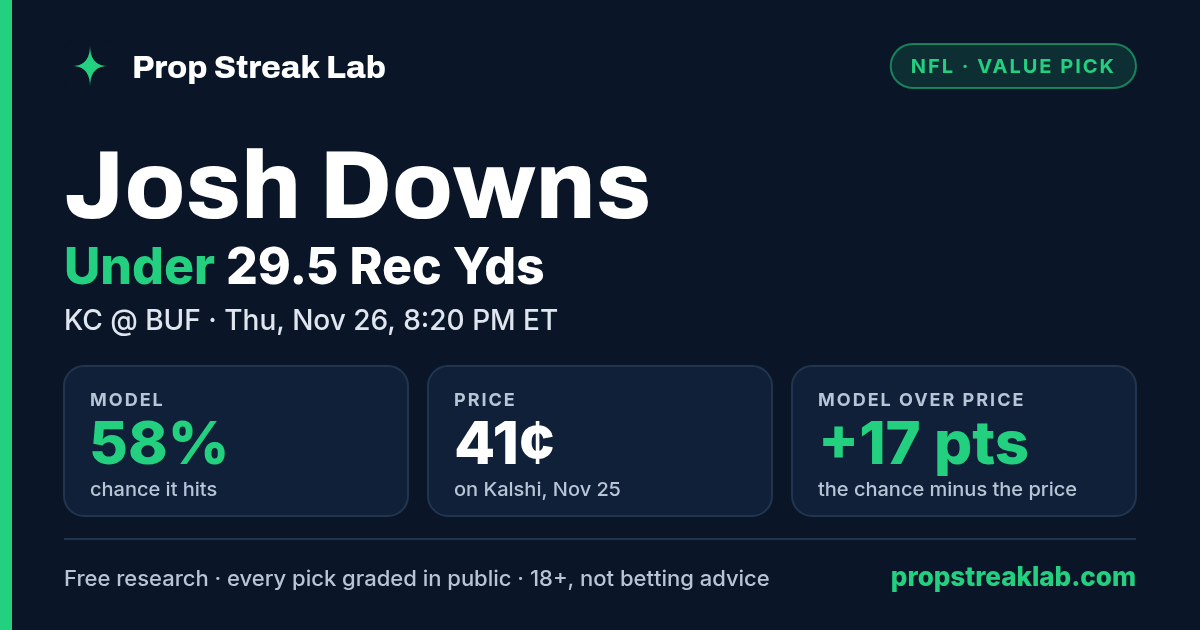 Prop Streak Lab
NFL · VALUE PICK
Josh Downs
Under 29.5 Rec Yds
KC @ BUF · Thu, Nov 26, 8:20 PM ET
MODEL
58%
chance it hits
PRICE
41¢
on Kalshi, Nov 25
MODEL OVER PRICE
+17 pts
the chance minus the price
Free research · every pick graded in public · 18+, not betting advice
propstreaklab.com